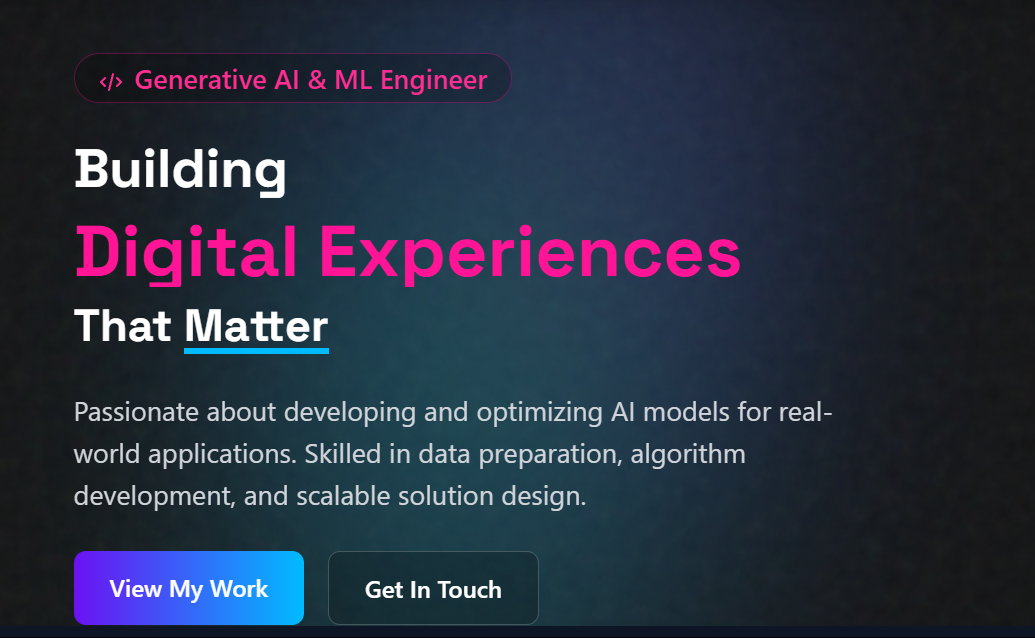 </> Generative AI & ML Engineer
Building
Digital Experiences
That Matter
Passionate about developing and optimizing AI models for real-
world applications. Skilled in data preparation, algorithm
development, and scalable solution design.
View My Work Get In Touch